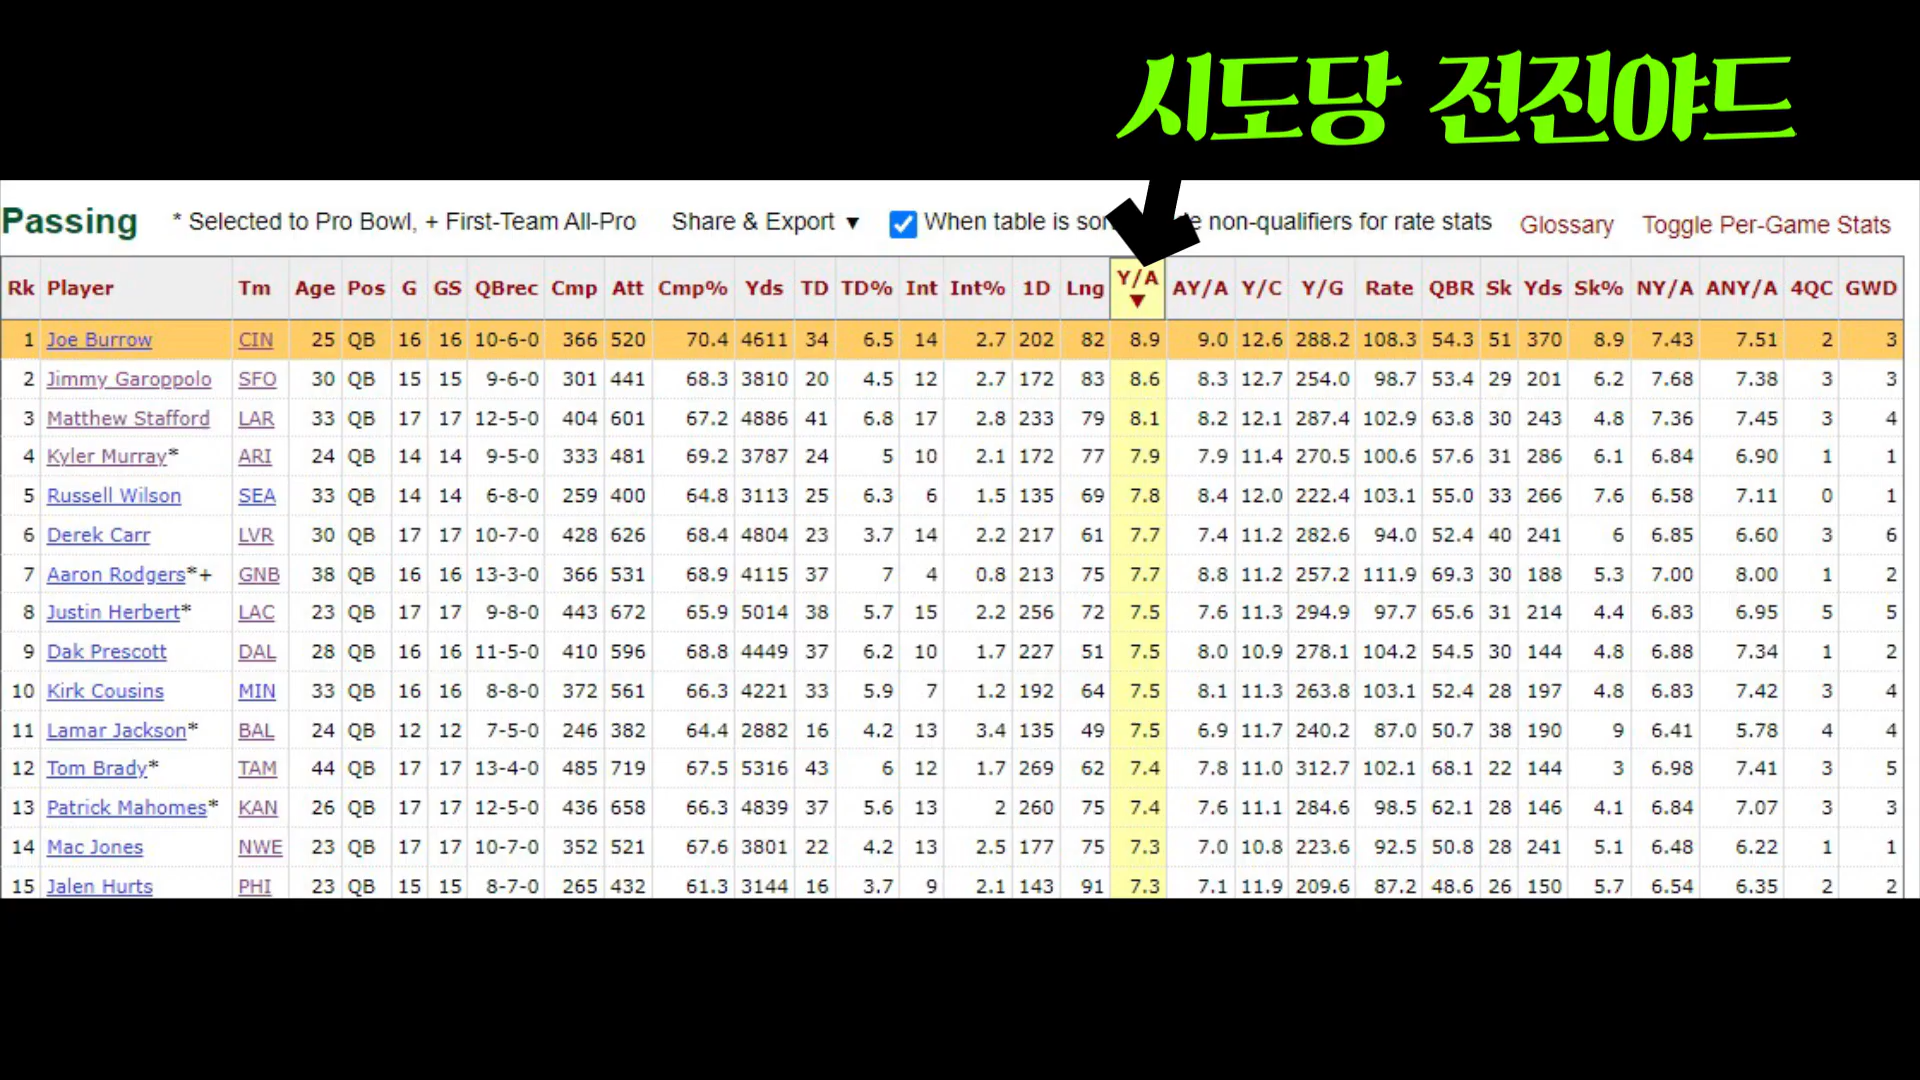 시도당 전진야드
Passing * Selected to Pro Bowl, + First-Team All-Pro Share & Export ▼ When table is non-qualifiers for rate stats Glossary Toggle Per-Game Stats
Rk Player Tm Age Pos G GS QBrec Cmp Att Cmp% Yds TD TD% Int Int% 1D Lng Y/A ▼ AY/A Y/C Y/G Rate QBR Sk Yds Sk% NY/A ANY/A 4QC GWD
1 Joe Burrow CIN 25 QB 16 16 10-6-0 366 520 70.4 4611 34 6.5 14 2.7 202 82 8.9 9.0 12.6 288.2 108.3 54.3 51 370 8.9 7.43 7.51 2 3
2 Jimmy Garoppolo SFO 30 QB 15 15 9-6-0 301 441 68.3 3810 20 4.5 12 2.7 172 83 8.6 8.3 12.7 254.0 98.7 53.4 29 201 6.2 7.68 7.38 3 3
3 Matthew Stafford LAR 33 QB 17 17 12-5-0 404 601 67.2 4886 41 6.8 17 2.8 233 79 8.1 8.2 12.1 287.4 102.9 63.8 30 243 4.8 7.36 7.45 3 4
4 Kyler Murray* ARI 24 QB 14 14 9-5-0 333 481 69.2 3787 24 5 10 2.1 172 77 7.9 7.9 11.4 270.5 100.6 57.6 31 286 6.1 6.84 6.90 1 1
5 Russell Wilson SEA 33 QB 14 14 6-8-0 259 400 64.8 3113 25 6.3 6 1.5 135 69 7.8 8.4 12.0 222.4 103.1 55.0 33 266 7.6 6.58 7.11 0 1
6 Derek Carr LVR 30 QB 17 17 10-7-0 428 626 68.4 4804 23 3.7 14 2.2 217 61 7.7 7.4 11.2 282.6 94.0 52.4 40 241 6 6.85 6.60 3 6
7 Aaron Rodgers*+ GNB 38 QB 16 16 13-3-0 366 531 68.9 4115 37 7 4 0.8 213 75 7.7 8.8 11.2 257.2 111.9 69.3 30 188 5.3 7.00 8.00 1 2
8 Justin Herbert* LAC 23 QB 17 17 9-8-0 443 672 65.9 5014 38 5.7 15 2.2 256 72 7.5 7.6 11.3 294.9 97.7 65.6 31 214 4.4 6.83 6.95 5 5
9 Dak Prescott DAL 28 QB 16 16 11-5-0 410 596 68.8 4449 37 6.2 10 1.7 227 51 7.5 8.0 10.9 278.1 104.2 54.5 30 144 4.8 6.88 7.34 1 2
10 Kirk Cousins MIN 33 QB 16 16 8-8-0 372 561 66.3 4221 33 5.9 7 1.2 192 64 7.5 8.1 11.3 263.8 103.1 52.4 28 197 4.8 6.83 7.42 3 4
11 Lamar Jackson* BAL 24 QB 12 12 7-5-0 246 382 64.4 2882 16 4.2 13 3.4 135 49 7.5 6.9 11.7 240.2 87.0 50.7 38 190 9 6.41 5.78 4 4
12 Tom Brady* TAM 44 QB 17 17 13-4-0 485 719 67.5 5316 43 6 12 1.7 269 62 7.4 7.8 11.0 312.7 102.1 68.1 22 144 3 6.98 7.41 3 5
13 Patrick Mahomes* KAN 26 QB 17 17 12-5-0 436 658 66.3 4839 37 5.6 13 2 260 75 7.4 7.6 11.1 284.6 98.5 62.1 28 146 4.1 6.84 7.07 3 3
14 Mac Jones NWE 23 QB 17 17 10-7-0 352 521 67.6 3801 22 4.2 13 2.5 177 75 7.3 7.0 10.8 223.6 92.5 50.8 28 241 5.1 6.48 6.22 1 1
15 Jalen Hurts PHI 23 QB 15 15 8-7-0 265 432 61.3 3144 16 3.7 9 2.1 143 91 7.3 7.1 11.9 209.6 87.2 48.6 26 150 5.7 6.54 6.35 2 2